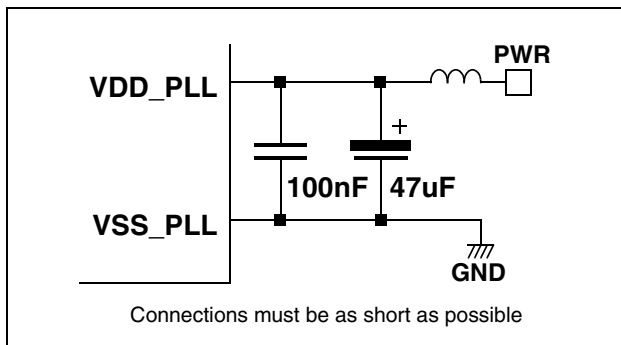 PWR
VDD_PLL
+
100nF
47uF
VSS_PLL
GND
Connections must be as short as possible